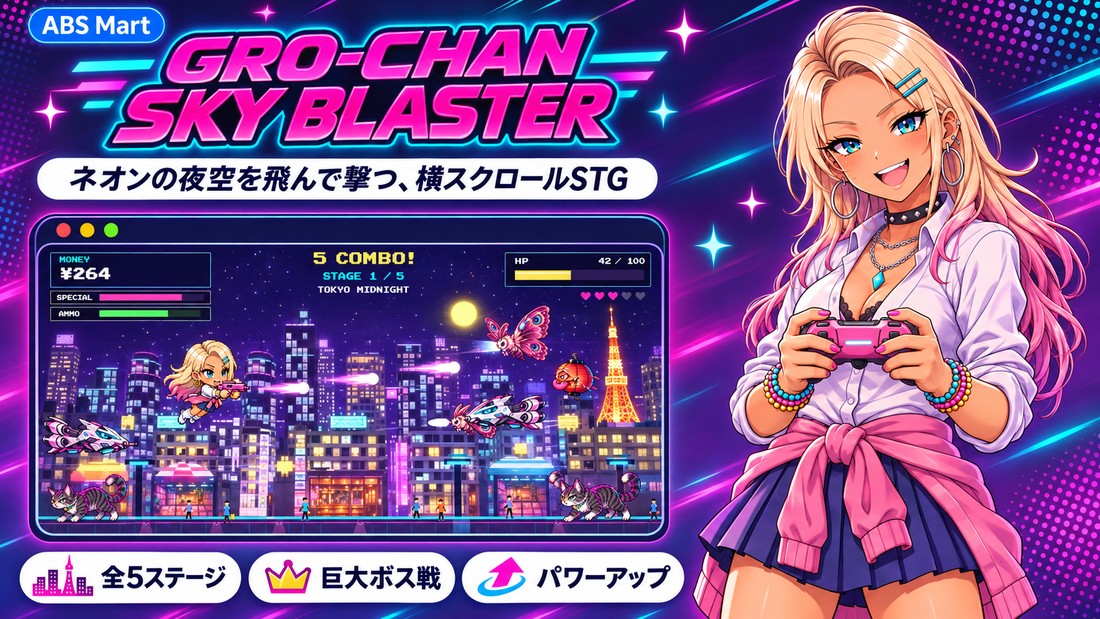 ABS Mart
GRO-CHAN
SKY BLASTER
ネオンの夜空を飛んで撃つ、横スクロールSTG
MONEY
¥264
SPECIAL
AMMO
5 COMBO!
STAGE 1 / 5
TOKYO MIDNIGHT
HP 42 / 100
全5ステージ
巨大ボス戦
パワーアップ